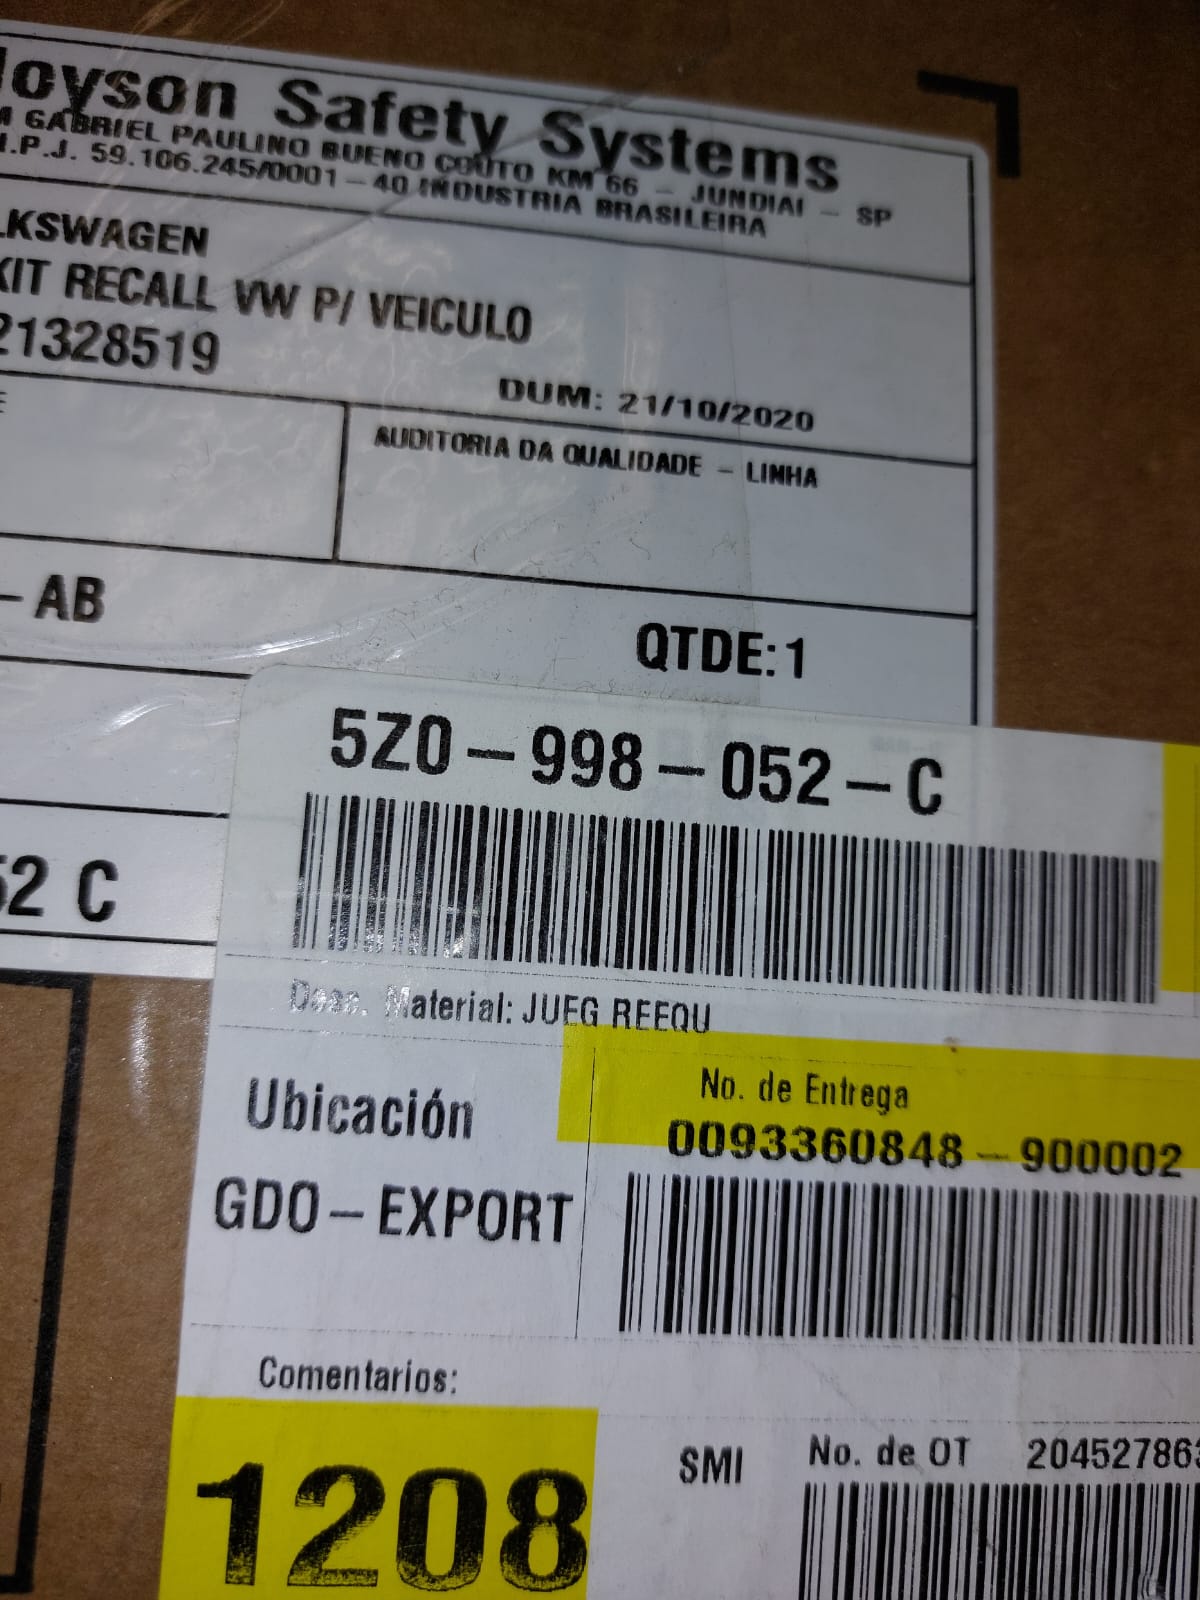 Joyson Safety Systems
GABRIEL PAULINO BUENO COUTO KM 66 - JUNDIAI - SP
.P.J. 59.106.245/0001-40 INDUSTRIA BRASILEIRA
LKSWAGEN
KIT RECALL VW P/ VEICULO
21328519
DUM: 21/10/2020
AUDITORIA DA QUALIDADE - LINHA
- AB
QTDE:1
5Z0-998-052-C
52 C
Desc. Material: JUEG REEQU
Ubicación
No. de Entrega
0093360848-900002
GDO-EXPORT
Comentarios:
1208
SMI
No. de OT
20452786